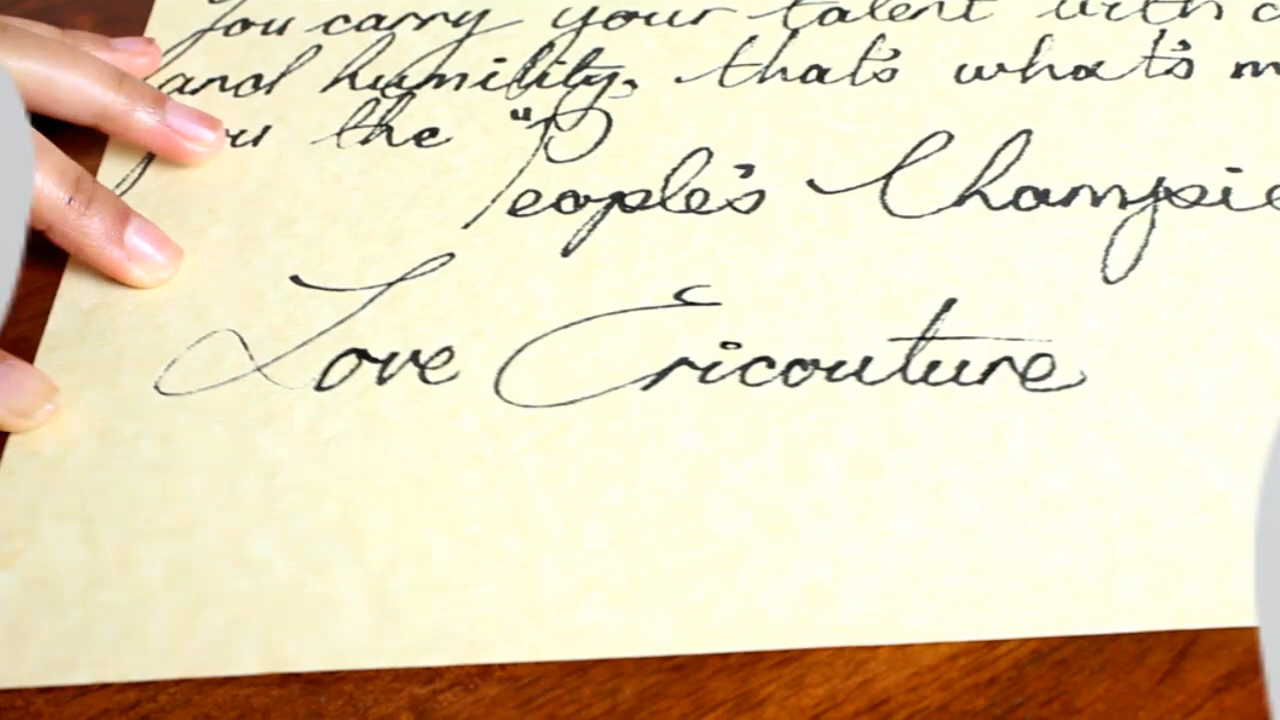 You carry your talent with
and humility, that's what's
the "People's
Love Ericouture